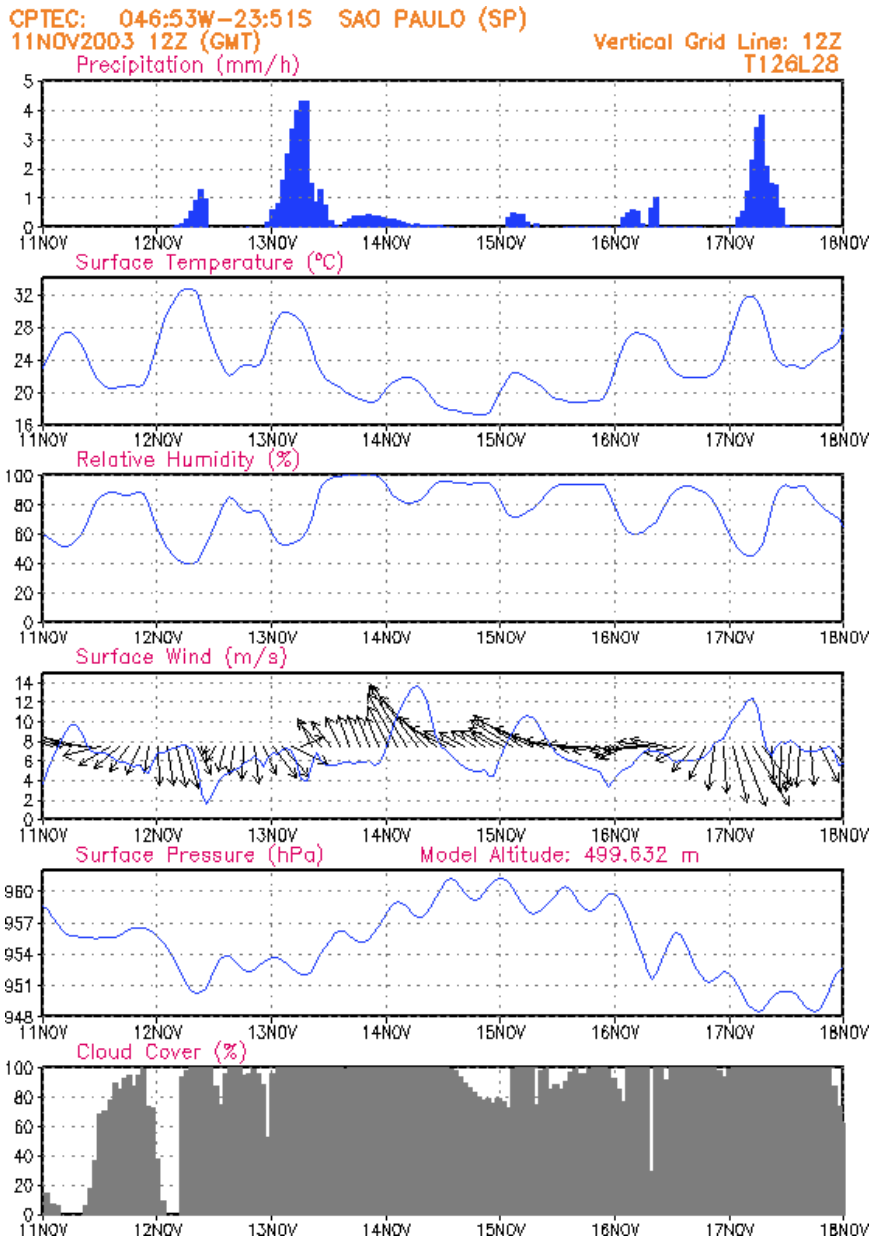 CPTEC: 046:53W-23:51S SAO PAULO (SP)
11NOV2003 12Z (GMT) Vertical Grid Line: 12Z
Precipitation (mm/h) T126L28
5
4
3
2
1
0
11NOV 12NOV 13NOV 14NOV 15NOV 16NOV 17NOV 18NOV
Surface Temperature (ºC)
32
28
24
20
16
11NOV 12NOV 13NOV 14NOV 15NOV 16NOV 17NOV 18NOV
Relative Humidity (%)
100
80
60
40
20
0
11NOV 12NOV 13NOV 14NOV 15NOV 16NOV 17NOV 18NOV
Surface Wind (m/s)
14
12
10
8
6
4
2
0
11NOV 12NOV 13NOV 14NOV 15NOV 16NOV 17NOV 18NOV
Surface Pressure (hPa) Model Altitude: 499.632 m
960
957
954
951
948
11NOV 12NOV 13NOV 14NOV 15NOV 16NOV 17NOV 18NOV
Cloud Cover (%)
100
80
60
40
20
0
11NOV 12NOV 13NOV 14NOV 15NOV 16NOV 17NOV 18NOV